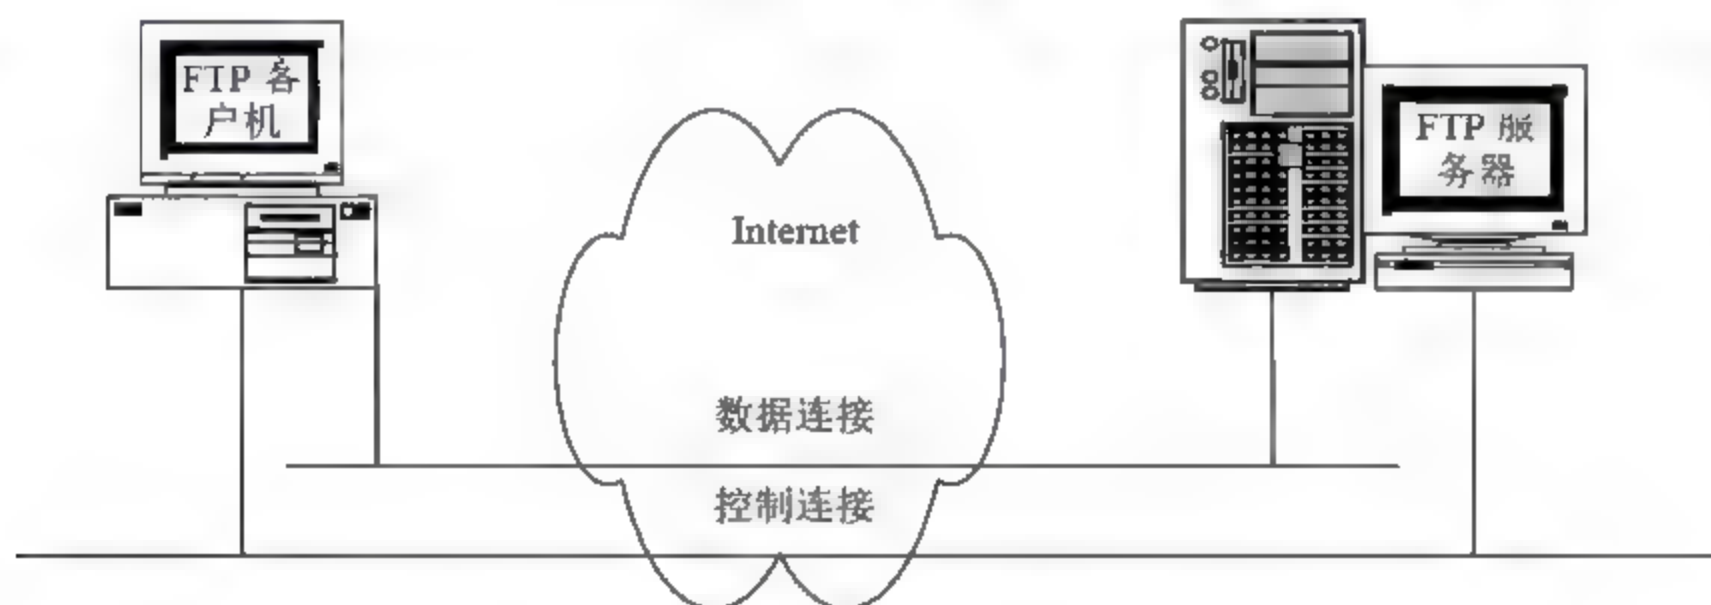 FTP 客
户机
FTP 服
务器
Internet
数据连接
控制连接